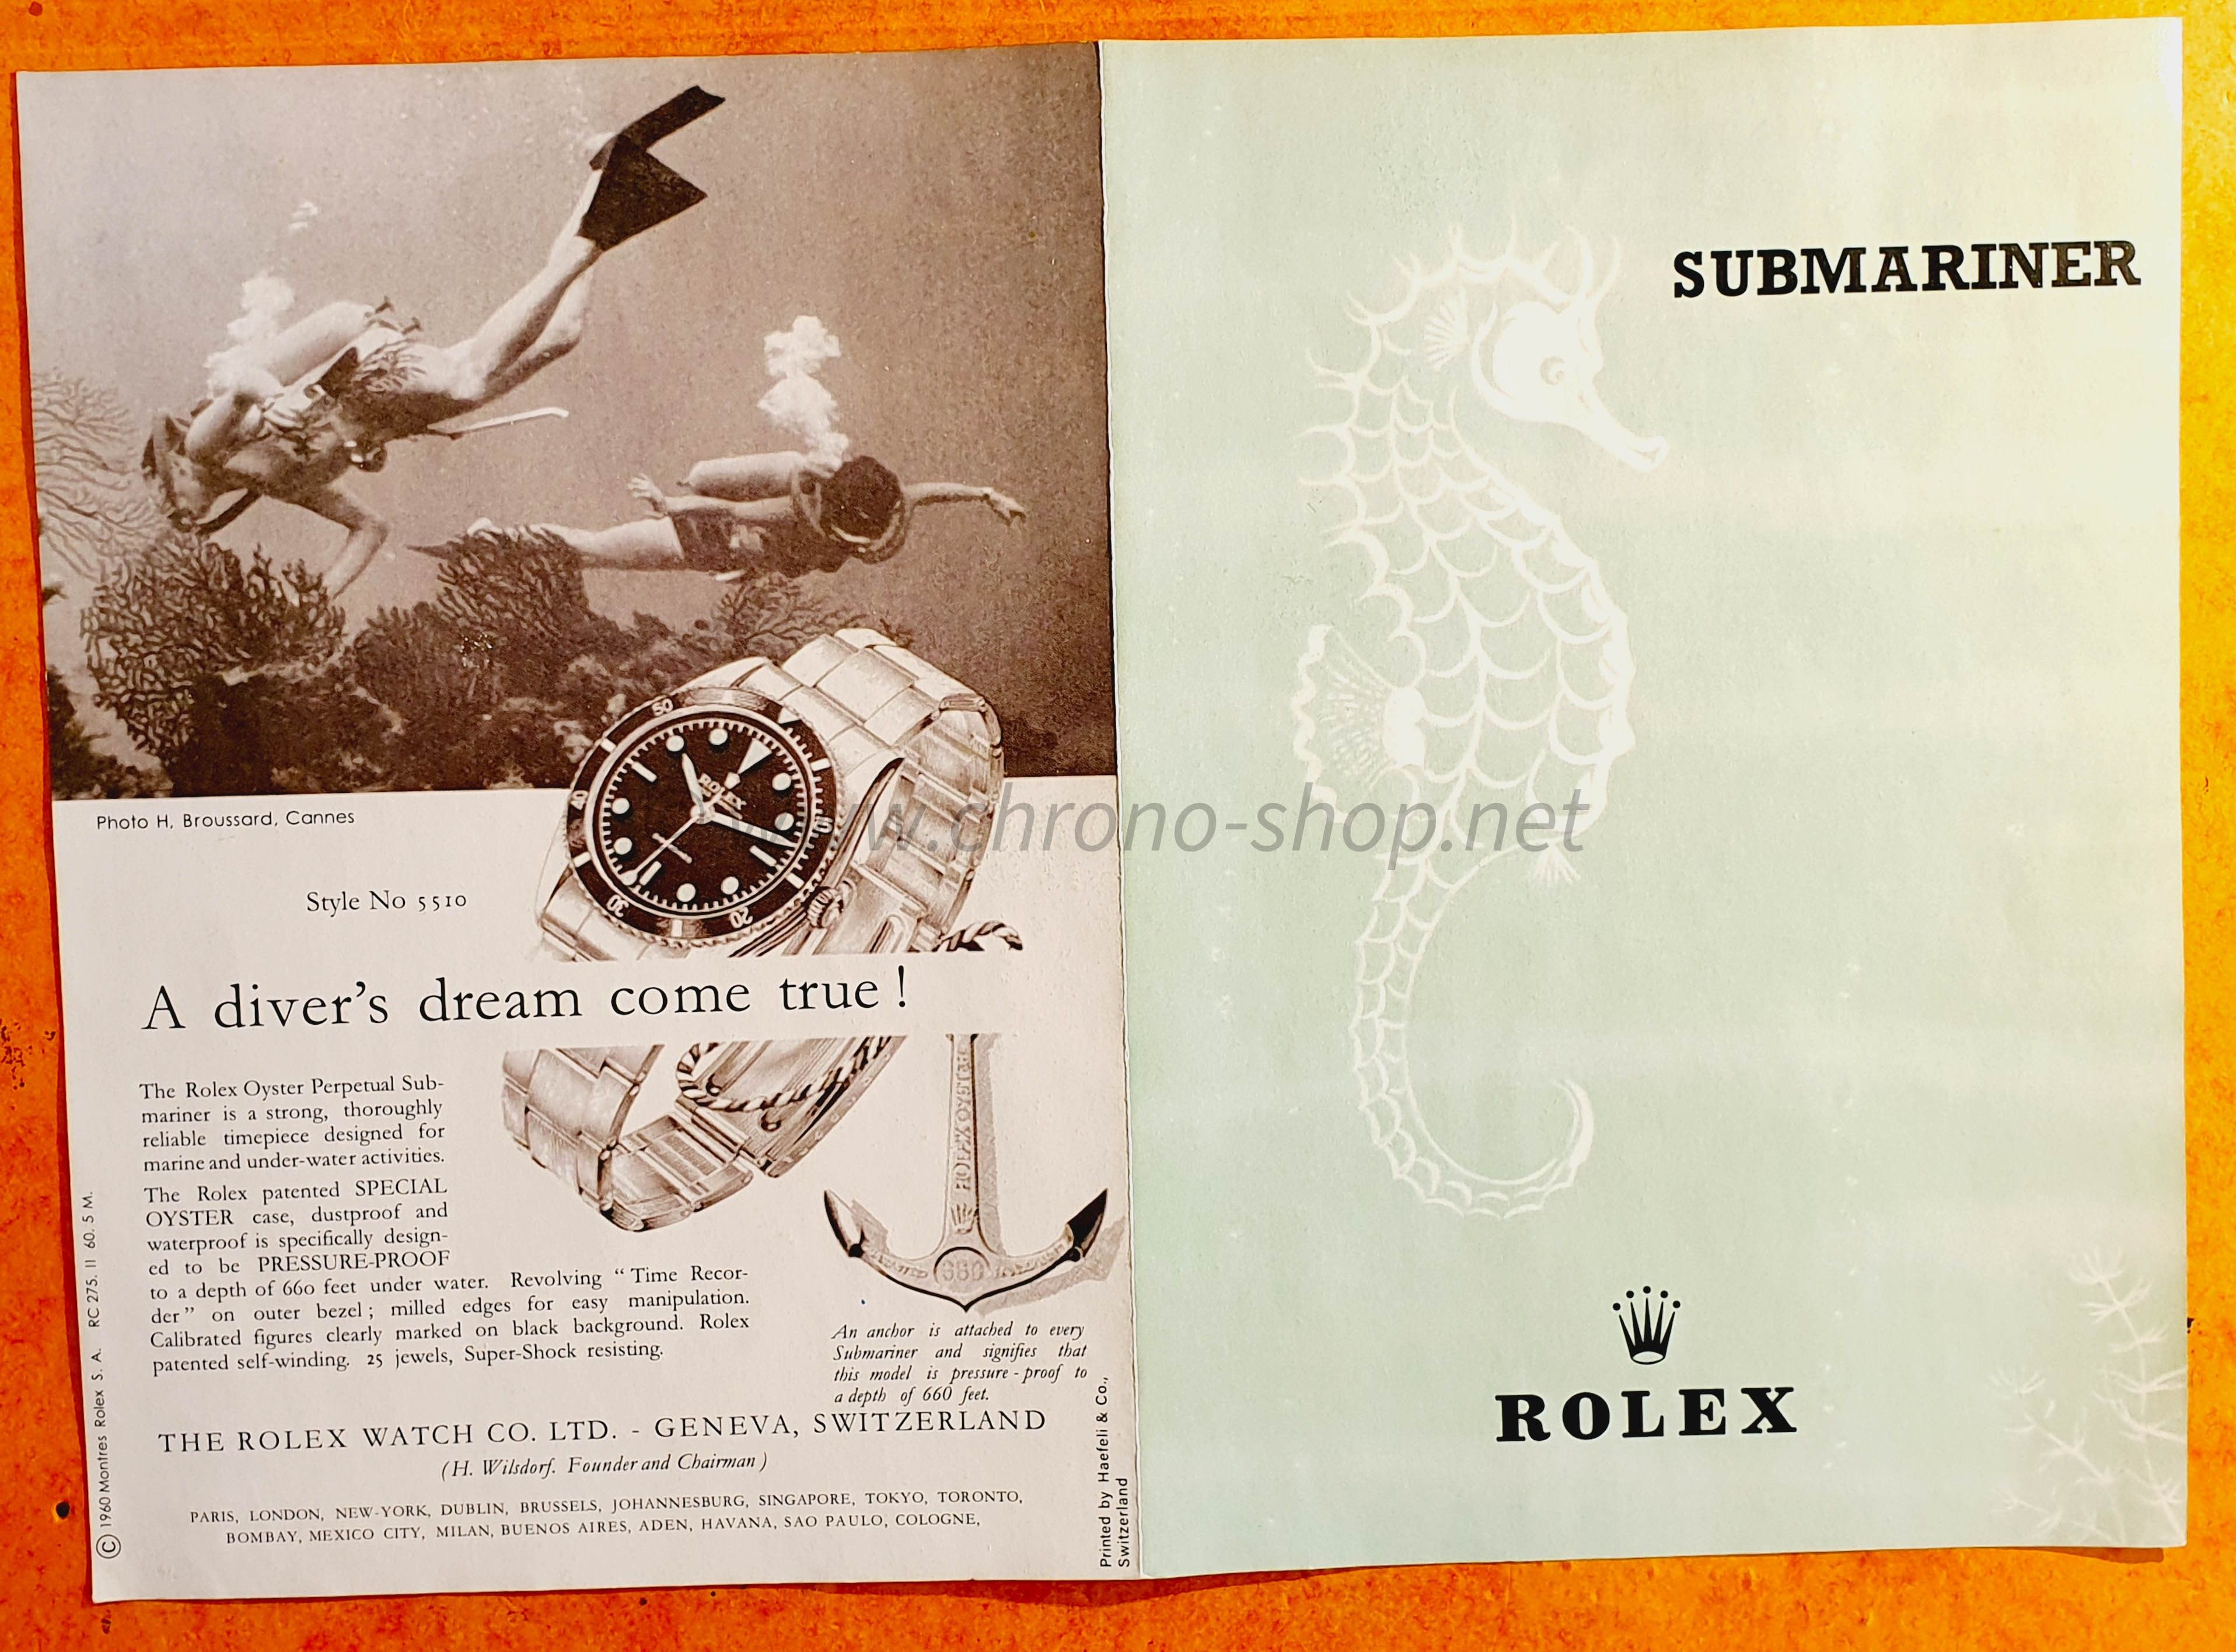 SUBMARINER
Photo H, Broussard, Cannes
50
40
30
20
10
ROLEX
www.chrono-shop.net
Style No 5510
A diver's dream come true !
The Rolex Oyster Perpetual Sub-
mariner is a strong, thoroughly
reliable timepiece designed for
marine and under-water activities.
The Rolex patented SPECIAL
OYSTER case, dustproof and
waterproof is specifically design-
ed to be PRESSURE-PROOF
to a depth of 660 feet under water. Revolving “ Time Recor-
der ” on outer bezel ; milled edges for easy manipulation.
Calibrated figures clearly marked on black background. Rolex
patented self-winding. 25 jewels, Super-Shock resisting.
ROLEX OYSTER
660
An anchor is attached to every
Submariner and signifies that
this model is pressure - proof to
a depth of 660 feet.
THE ROLEX WATCH CO. LTD. - GENEVA, SWITZERLAND
(H. Wilsdorf. Founder and Chairman)
PARIS, LONDON, NEW-YORK, DUBLIN, BRUSSELS, JOHANNESBURG, SINGAPORE, TOKYO, TORONTO,
BOMBAY, MEXICO CITY, MILAN, BUENOS AIRES, ADEN, HAVANA, SAO PAULO, COLOGNE,
© 1960 Montres Rolex S. A. RC 275. II 60. 5 M.
Printed by Haefeli & Co.,
Switzerland
ROLEX